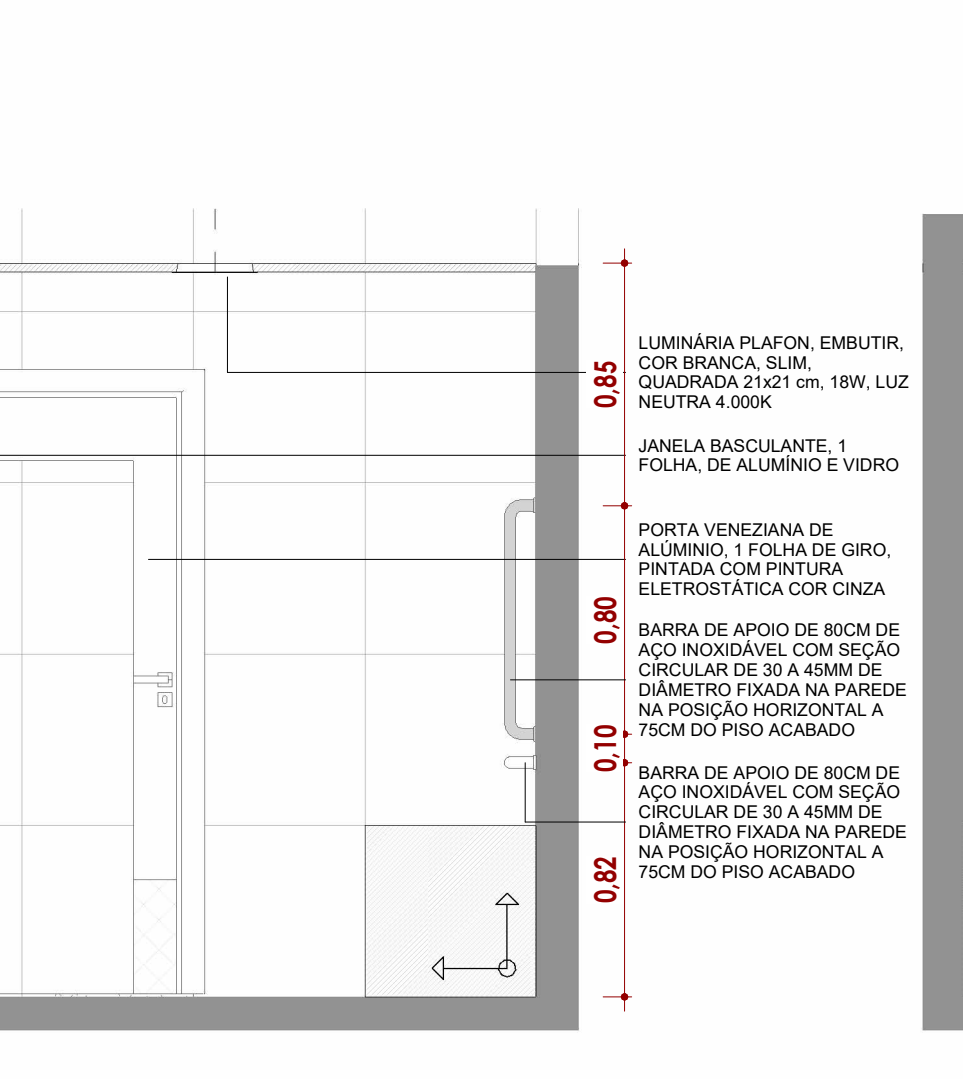 LUMINÁRIA PLAFON, EMBUTIR,
COR BRANCA, SLIM,
QUADRADA 21x21 cm, 18W, LUZ
NEUTRA 4.000K
0,85
JANELA BASCULANTE, 1
FOLHA, DE ALUMÍNIO E VIDRO
PORTA VENEZIANA DE
ALÚMINIO, 1 FOLHA DE GIRO,
PINTADA COM PINTURA
ELETROSTÁTICA COR CINZA
0,80
BARRA DE APOIO DE 80CM DE
AÇO INOXIDÁVEL COM SEÇÃO
CIRCULAR DE 30 A 45MM DE
DIÂMETRO FIXADA NA PAREDE
NA POSIÇÃO HORIZONTAL A
75CM DO PISO ACABADO
0,10
BARRA DE APOIO DE 80CM DE
AÇO INOXIDÁVEL COM SEÇÃO
CIRCULAR DE 30 A 45MM DE
DIÂMETRO FIXADA NA PAREDE
NA POSIÇÃO HORIZONTAL A
75CM DO PISO ACABADO
0,82